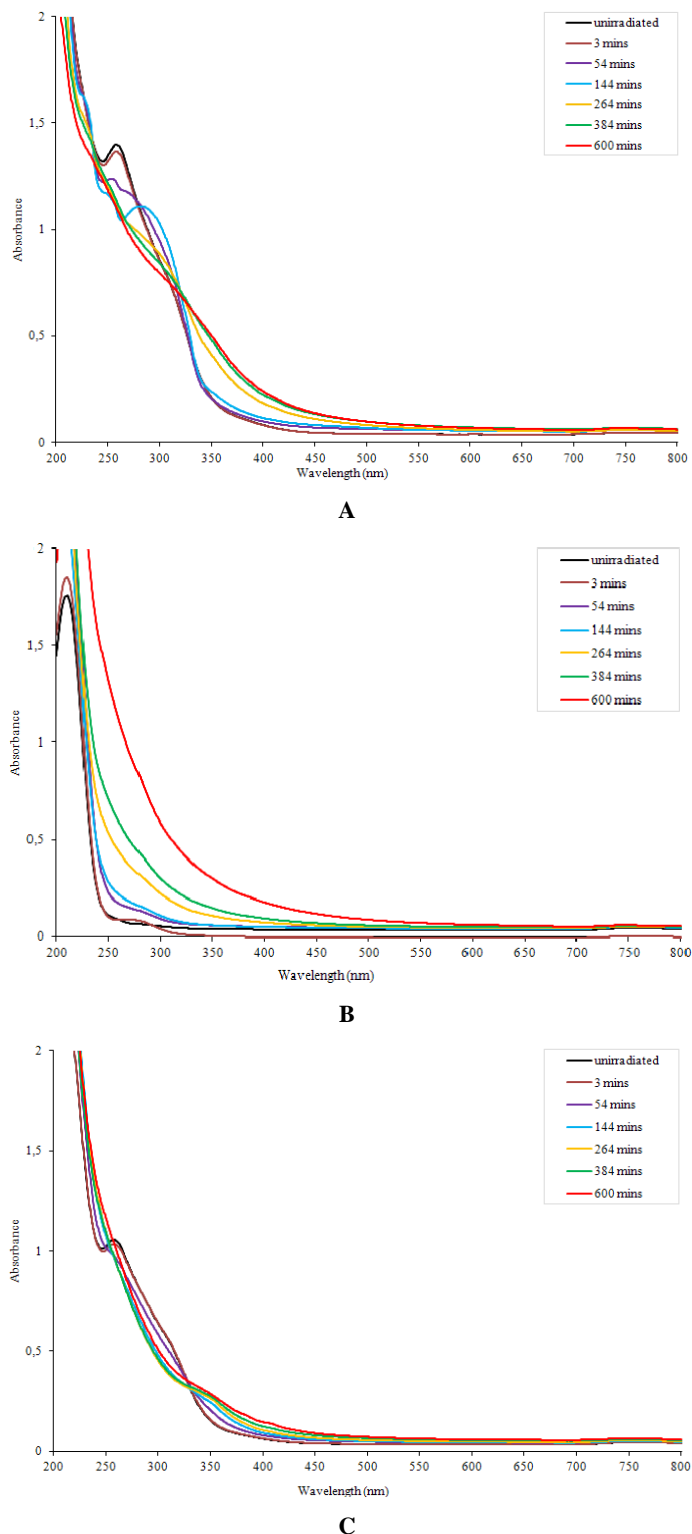 2
1,5
1
0,5
0
Absorbance
200 250 300 350 400 450 500 550 600 650 700 750 800
Wavelength (nm)
unirradiated
3 mins
54 mins
144 mins
264 mins
384 mins
600 mins
A
2
1,5
1
0,5
0
Absorbance
200 250 300 350 400 450 500 550 600 650 700 750 800
Wavelength (nm)
unirradiated
3 mins
54 mins
144 mins
264 mins
384 mins
600 mins
B
2
1,5
1
0,5
0
Absorbance
200 250 300 350 400 450 500 550 600 650 700 750 800
Wavelength (nm)
unirradiated
3 mins
54 mins
144 mins
264 mins
384 mins
600 mins
C